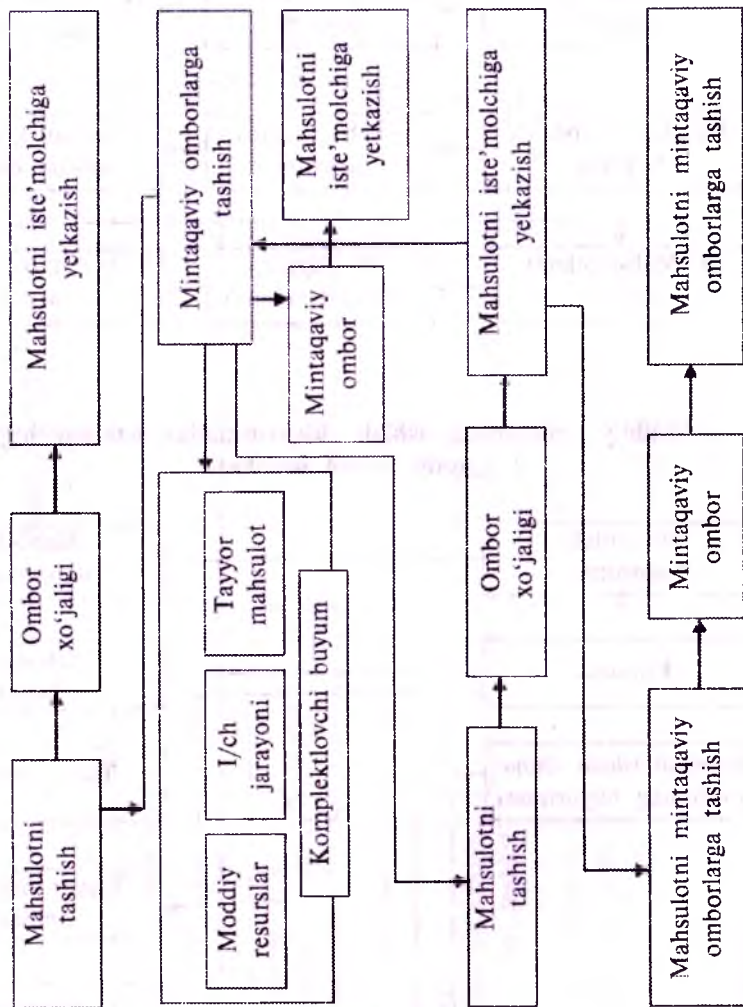 Mahsulotni
tashish
Ombor
xo‘jaligi
Mahsulotni iste’molchiga
yetkazish
Moddiy
resurslar
I/ch
jarayoni
Tayyor
mahsulot
Komplektlovchi buyum
Mintaqaviy omborlarga
tashish
Mintaqaviy
ombor
Mahsulotni
iste’molchiga
yetkazish
Mahsulotni
tashish
Ombor
xo‘jaligi
Mahsulotni iste’molchiga
yetkazish
Mahsulotni mintaqaviy
omborlarga tashish
Mintaqaviy
ombor
Mahsulotni mintaqaviy
omborlarga tashish